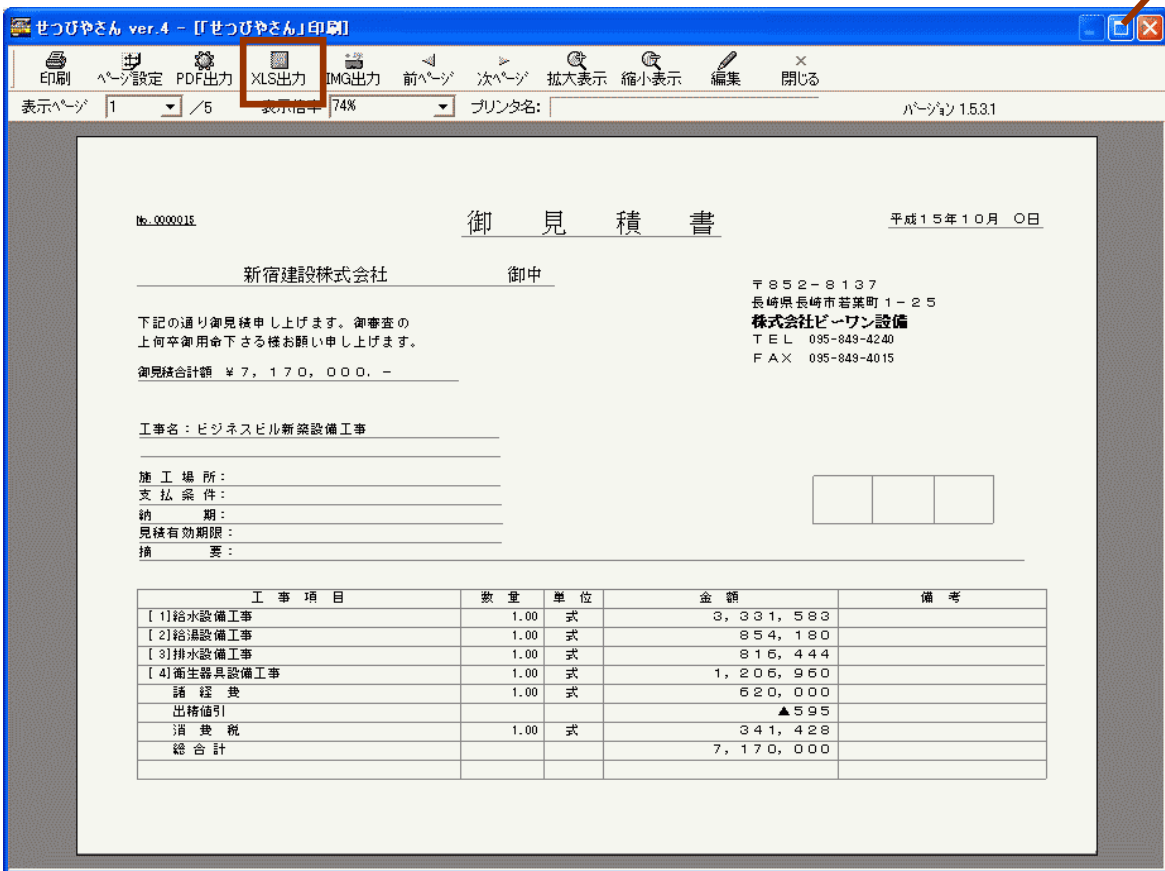 せつびやさん ver.4 - [「せつびやさん」印刷]
印刷 ページ設定 PDF出力 XLS出力 IMG出力 前ページ 次ページ 拡大表示 縮小表示 編集 閉じる
表示ページ 1 /5 表示倍率 74% プリンタ名: バージョン 1.5.3.1
No.0000015 御見積書 平成15年10月 〇日
新宿建設株式会社 御中
〒852-8137
長崎県長崎市若葉町1-25
株式会社ビーワン設備
TEL 095-849-4240
FAX 095-849-4015
下記の通り御見積申し上げます。御審査の
上何卒御用命下さる様お願い申し上げます。
御見積合計額 ¥7,170,000.-
工事名:ビジネスビル新築設備工事
施工場所:
支払条件:
納期:
見積有効期限:
摘要:
工事項目 数量 単位 金額 備考
[ 1]給水設備工事 1.00 式 3,331,583
[ 2]給湯設備工事 1.00 式 854,180
[ 3]排水設備工事 1.00 式 816,444
[ 4]衛生器具設備工事 1.00 式 1,206,960
諸経費 1.00 式 620,000
出精値引 ▲595
消費税 1.00 式 341,428
総合計 7,170,000